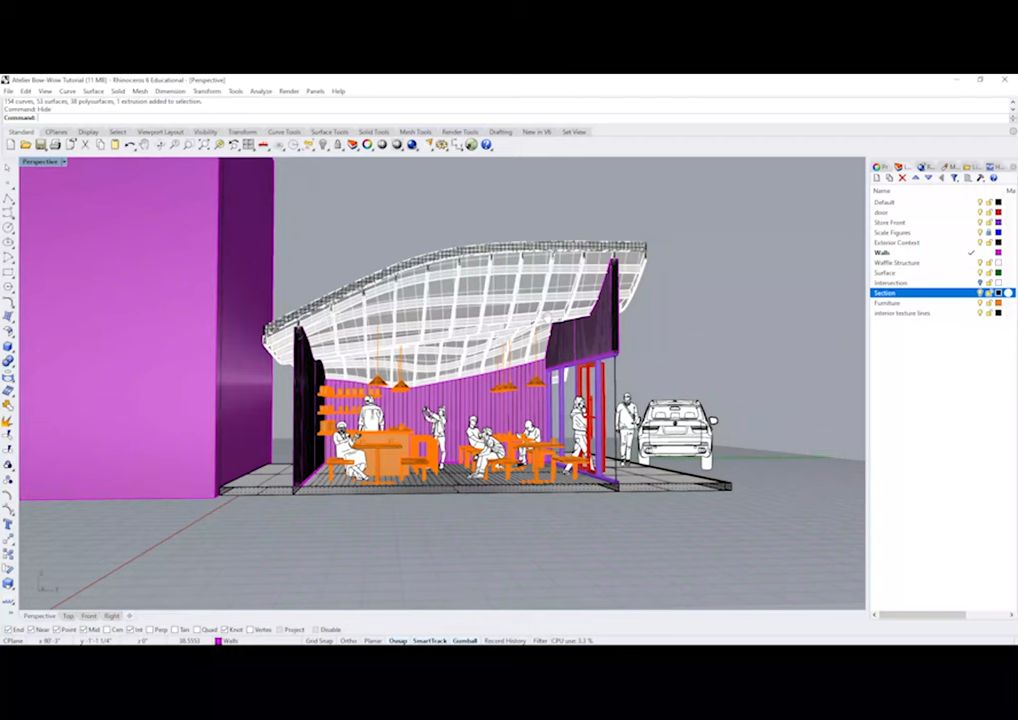 Atelier Bow-Wow Tutorial (11 MB) - Rhinoceros 6 Educational - [Perspective]
File Edit View Curve Surface Solid Mesh Dimension Transform Tools Analyze Render Panels Help
154 curves, 53 surfaces, 38 polysurfaces, 1 extrusion added to selection.
Command: Hide
Command:
Standard CPlanes Display Select Viewport Layout Visibility Transform Curve Tools Surface Tools Solid Tools Mesh Tools Render Tools Drafting New in V6 Set View
Perspective
Name Ma
Default
door
Store Front
Scale Figures
Exterior Context
Walls
Waffle Structure
Surface
Intersection
Section
Furniture
interior texture lines
Perspective Top Front Right
End Near Point Mid Cen Int Perp Tan Quad Knot Vertex Project Disable
CPlane x 90'-3" y -1'-1 1/4" z 0" 38.5553 Walls Grid Snap Ortho Planar Osnap SmartTrack Gumball Record History Filter CPU use: 3.3 %